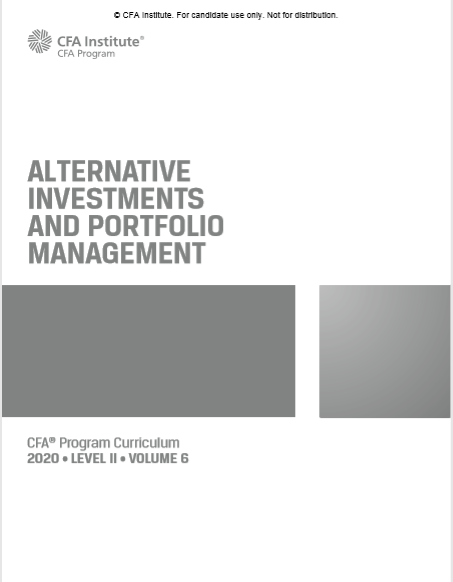 © CFA Institute. For candidate use only. Not for distribution.
CFA Institute®
CFA Program
ALTERNATIVE
INVESTMENTS
AND PORTFOLIO
MANAGEMENT
CFA® Program Curriculum
2020 • LEVEL II • VOLUME 6